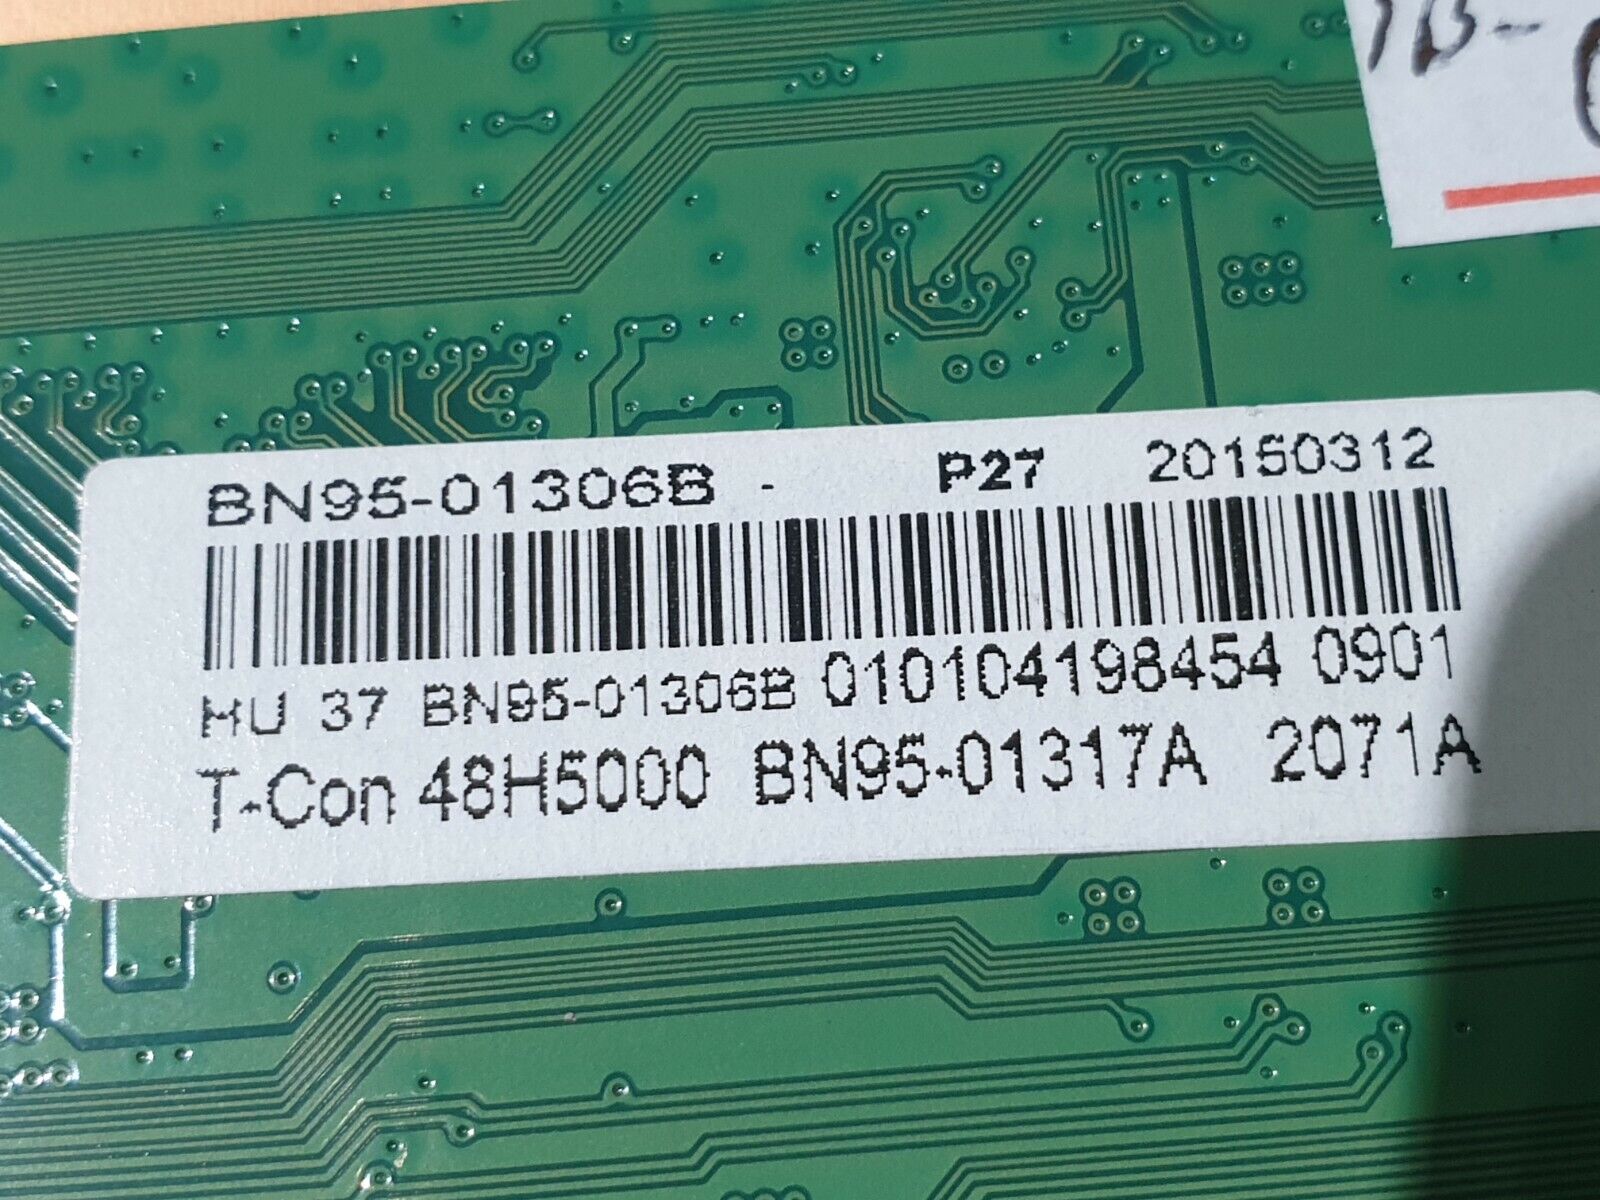 BN95-01306B - P27 20150312
HU 37 BN95-01306B 010104198454 0901
T-Con 48H5000 BN95-01317A 2071A